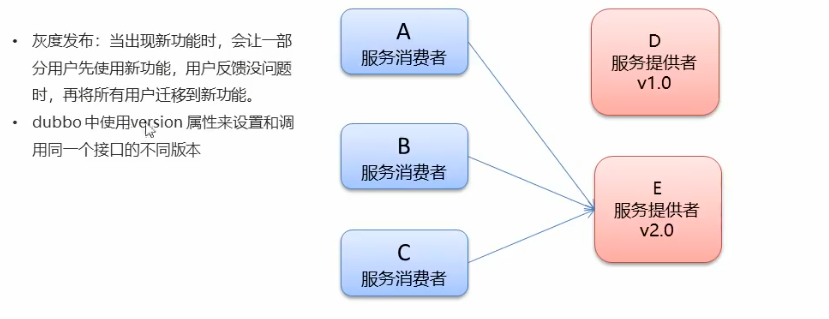 • 灰度发布：当出现新功能时，会让一部
分用户先使用新功能，用户反馈没问题
时，再将所有用户迁移到新功能。
• dubbo 中使用version 属性来设置和调
用同一个接口的不同版本
A
服务消费者
B
服务消费者
C
服务消费者
D
服务提供者
v1.0
E
服务提供者
v2.0